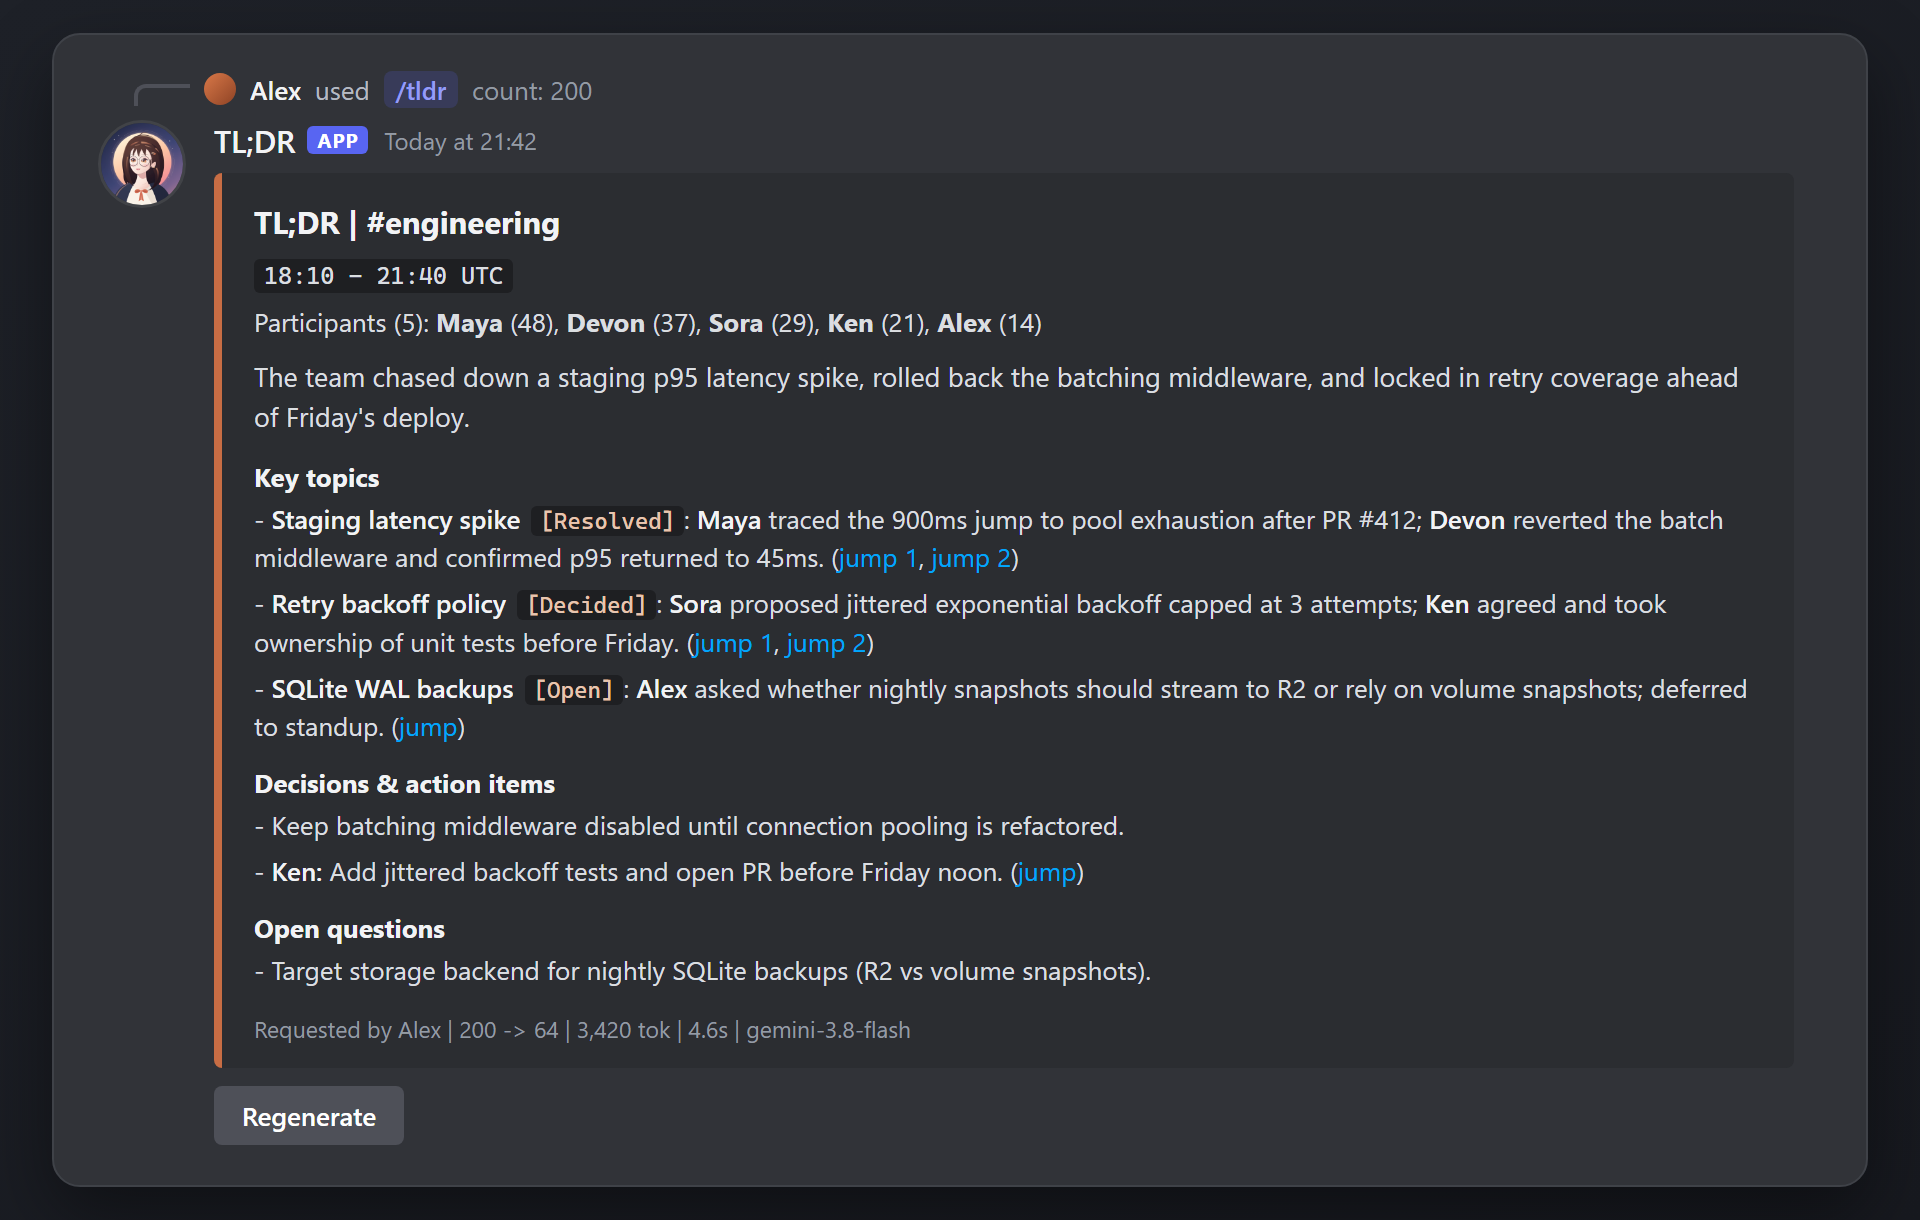 Alex used /tldr count: 200
TL;DR APP Today at 21:42
TL;DR | #engineering
18:10 – 21:40 UTC
Participants (5): Maya (48), Devon (37), Sora (29), Ken (21), Alex (14)
The team chased down a staging p95 latency spike, rolled back the batching middleware, and locked in retry coverage ahead
of Friday's deploy.
Key topics
- Staging latency spike [Resolved]: Maya traced the 900ms jump to pool exhaustion after PR #412; Devon reverted the batch
middleware and confirmed p95 returned to 45ms. (jump 1, jump 2)
- Retry backoff policy [Decided]: Sora proposed jittered exponential backoff capped at 3 attempts; Ken agreed and took
ownership of unit tests before Friday. (jump 1, jump 2)
- SQLite WAL backups [Open]: Alex asked whether nightly snapshots should stream to R2 or rely on volume snapshots; deferred
to standup. (jump)
Decisions & action items
- Keep batching middleware disabled until connection pooling is refactored.
- Ken: Add jittered backoff tests and open PR before Friday noon. (jump)
Open questions
- Target storage backend for nightly SQLite backups (R2 vs volume snapshots).
Requested by Alex | 200 -> 64 | 3,420 tok | 4.6s | gemini-3.8-flash
Regenerate